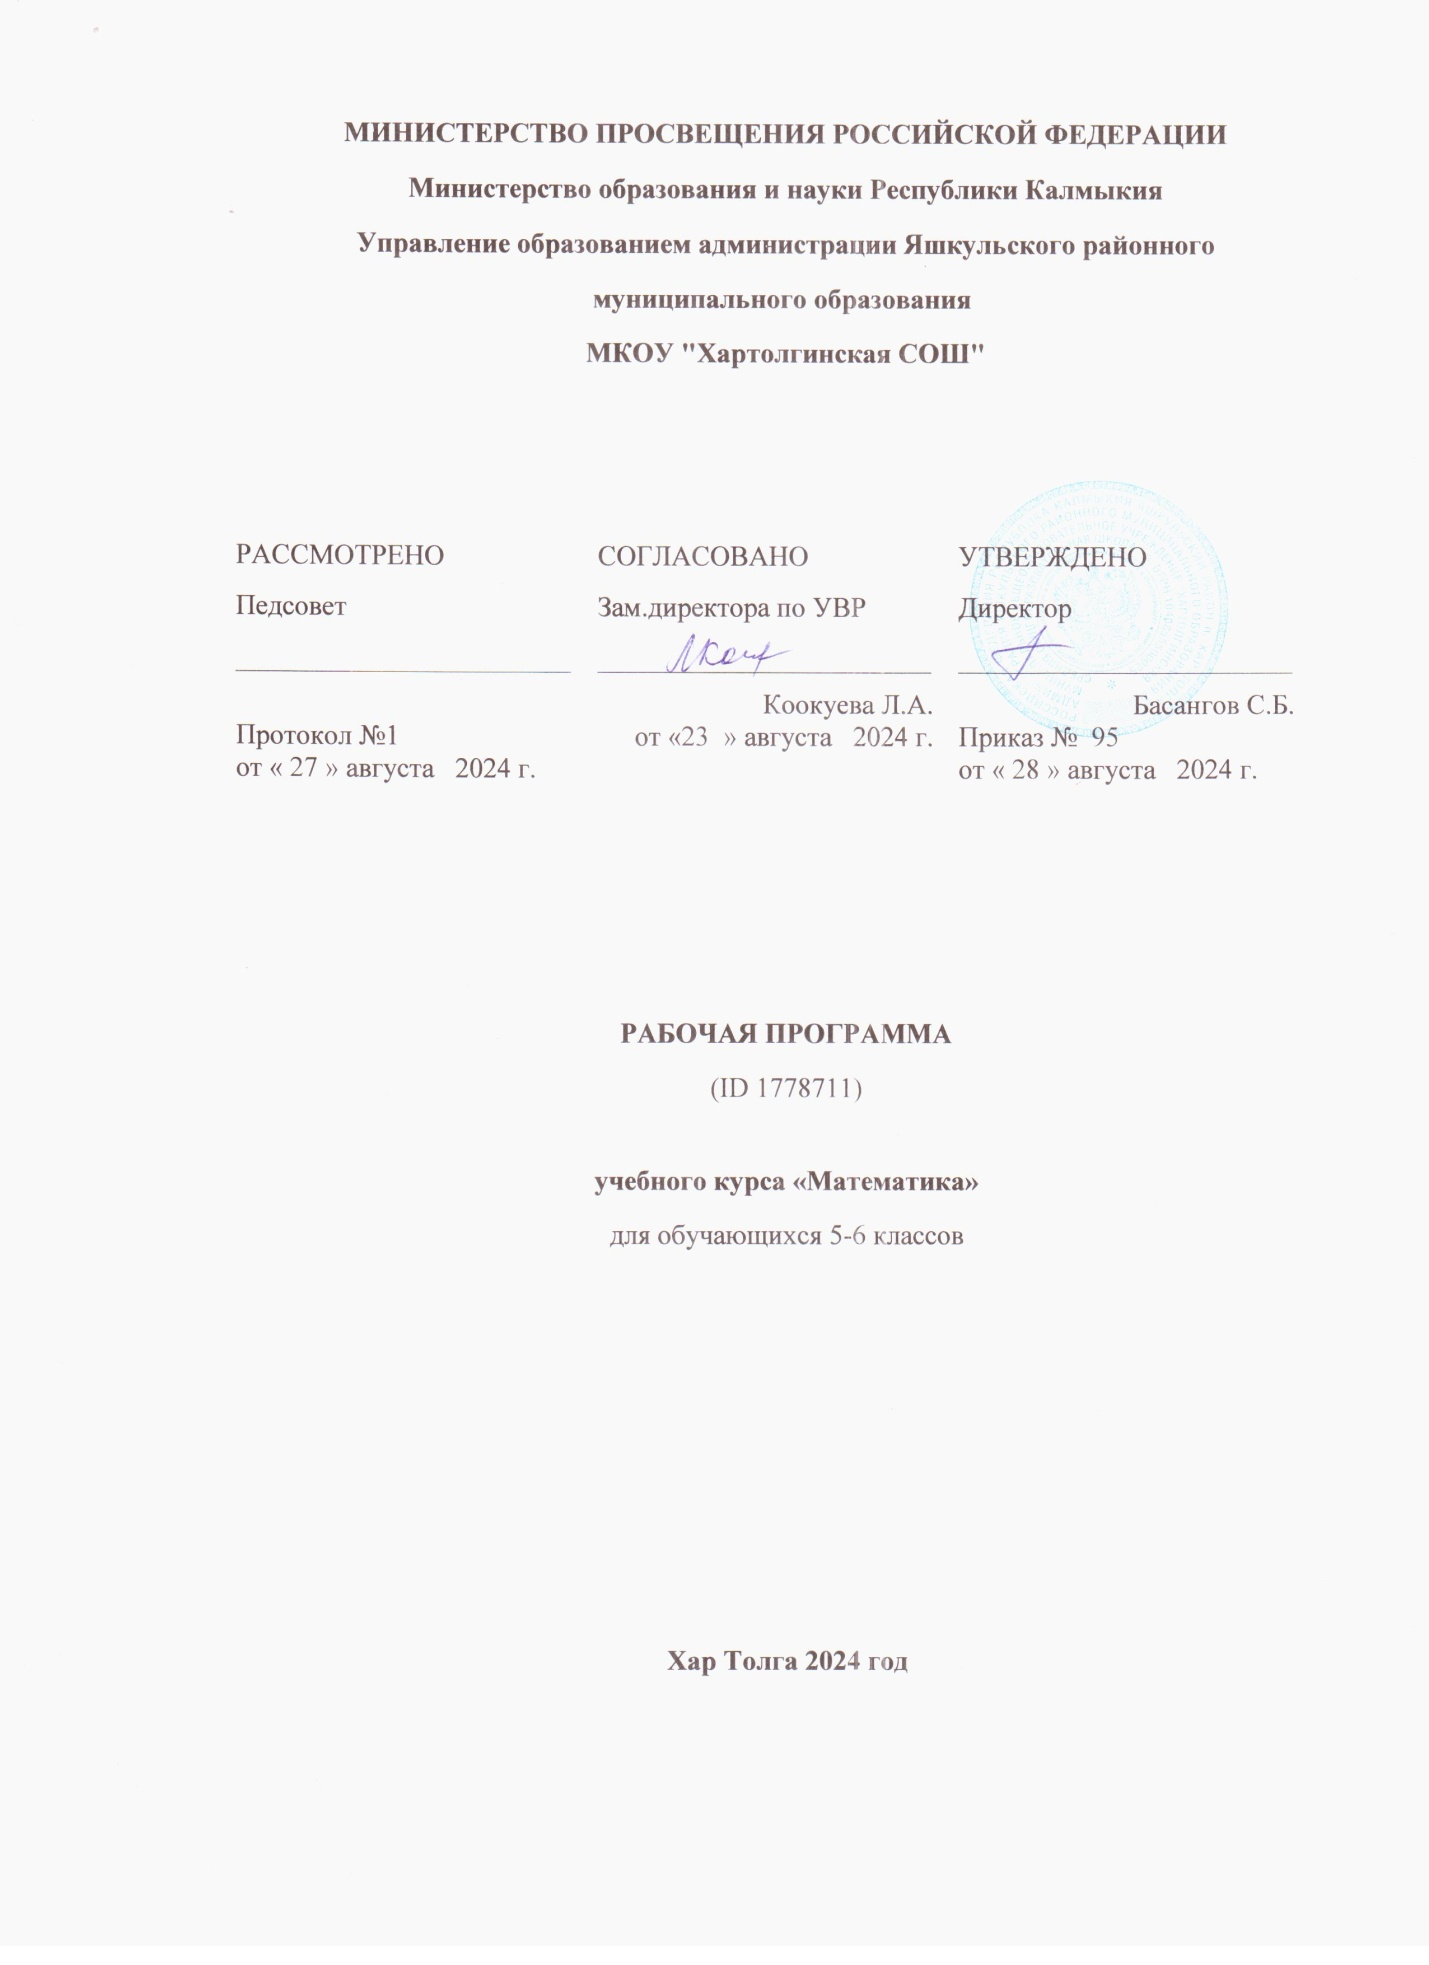 МИНИСТЕРСТВО ПРОСВЕЩЕНИЯ РОССИЙСКОЙ ФЕДЕРАЦИИ
Министерство образования и науки Республики Калмыкия
Управление образованием администрации Яшкульского районного
муниципального образования
МКОУ "Хартолгинская СОШ"
РАССМОТРЕНО
Педсовет
Протокол №1
от « 27 » августа 2024 г.
СОГЛАСОВАНО
Зам.директора по УВР
Коокуева Л.А.
от «23 » августа 2024 г.
УТВЕРЖДЕНО
Директор
Басангов С.Б.
Приказ № 95
от « 28 » августа 2024 г.
РАБОЧАЯ ПРОГРАММА
(ID 1778711)
учебного курса «Математика»
для обучающихся 5-6 классов
Хар Толга 2024 год